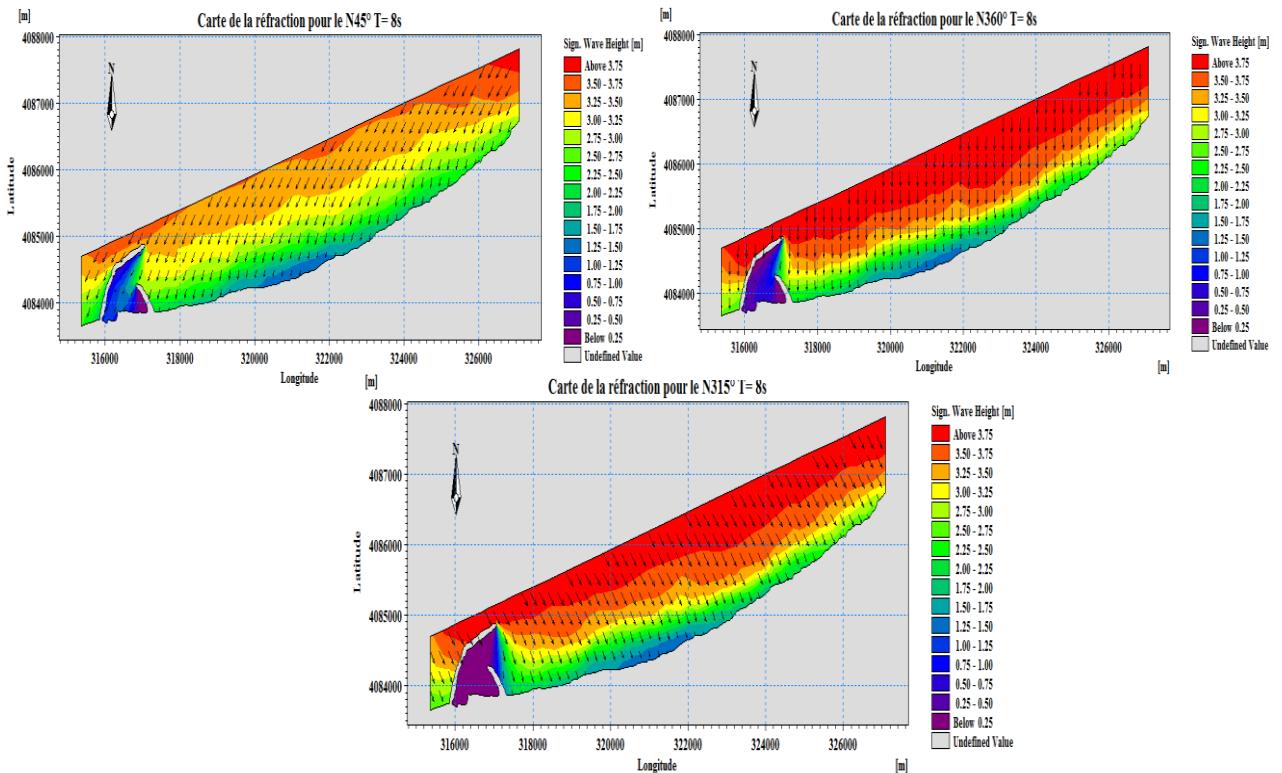 Carte de la réfraction pour le N45° T= 8s
[m]
4088000
4087000
4086000
4085000
4084000
Latitude
N
316000 318000 320000 322000 324000 326000
Longitude [m]
Sign. Wave Height [m]
Above 3.75
3.50 - 3.75
3.25 - 3.50
3.00 - 3.25
2.75 - 3.00
2.50 - 2.75
2.25 - 2.50
2.00 - 2.25
1.75 - 2.00
1.50 - 1.75
1.25 - 1.50
1.00 - 1.25
0.75 - 1.00
0.50 - 0.75
0.25 - 0.50
Below 0.25
Undefined Value
Carte de la réfraction pour le N360° T= 8s
[m]
4088000
4087000
4086000
4085000
4084000
Latitude
N
316000 318000 320000 322000 324000 326000
Longitude [m]
Sign. Wave Height [m]
Above 3.75
3.50 - 3.75
3.25 - 3.50
3.00 - 3.25
2.75 - 3.00
2.50 - 2.75
2.25 - 2.50
2.00 - 2.25
1.75 - 2.00
1.50 - 1.75
1.25 - 1.50
1.00 - 1.25
0.75 - 1.00
0.50 - 0.75
0.25 - 0.50
Below 0.25
Undefined Value
Carte de la réfraction pour le N315° T= 8s
[m]
4088000
4087000
4086000
4085000
4084000
Latitude
N
316000 318000 320000 322000 324000 326000
Longitude [m]
Sign. Wave Height [m]
Above 3.75
3.50 - 3.75
3.25 - 3.50
3.00 - 3.25
2.75 - 3.00
2.50 - 2.75
2.25 - 2.50
2.00 - 2.25
1.75 - 2.00
1.50 - 1.75
1.25 - 1.50
1.00 - 1.25
0.75 - 1.00
0.50 - 0.75
0.25 - 0.50
Below 0.25
Undefined Value